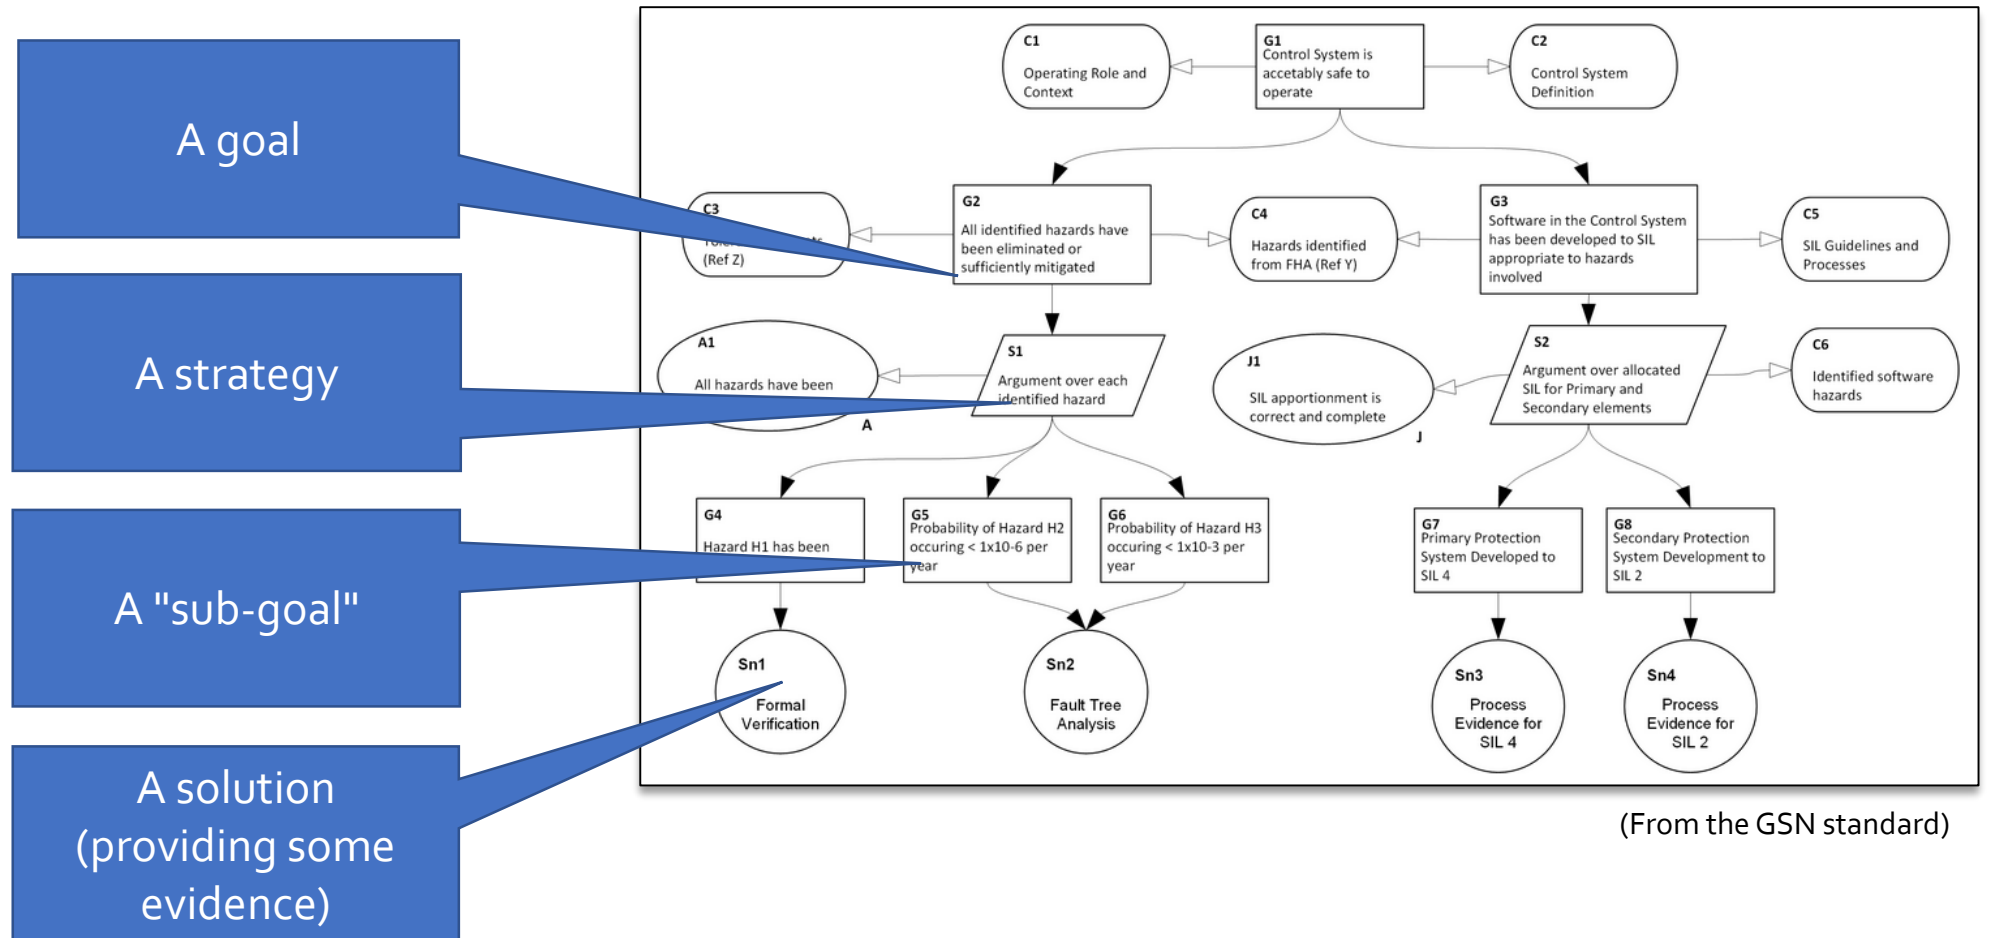 A goal
A strategy
A "sub-goal"
A solution
(providing some
evidence)
C1
Operating Role and
Context
G1
Control System is
accetably safe to
operate
C2
Control System
Definition
C3
(Ref Z)
G2
All identified hazards have
been eliminated or
sufficiently mitigated
C4
Hazards identified
from FHA (Ref Y)
G3
Software in the Control System
has been developed to SIL
appropriate to hazards
involved
C5
SIL Guidelines and
Processes
A1
All hazards have been
A
S1
Argument over each
identified hazard
J1
SIL apportionment is
correct and complete
J
S2
Argument over allocated
SIL for Primary and
Secondary elements
C6
Identified software
hazards
G4
Hazard H1 has been
G5
Probability of Hazard H2
occuring < 1x10-6 per
year
G6
Probability of Hazard H3
occuring < 1x10-3 per
year
G7
Primary Protection
System Developed to
SIL 4
G8
Secondary Protection
System Development to
SIL 2
Sn1
Formal
Verification
Sn2
Fault Tree
Analysis
Sn3
Process
Evidence for
SIL 4
Sn4
Process
Evidence for
SIL 2
(From the GSN standard)